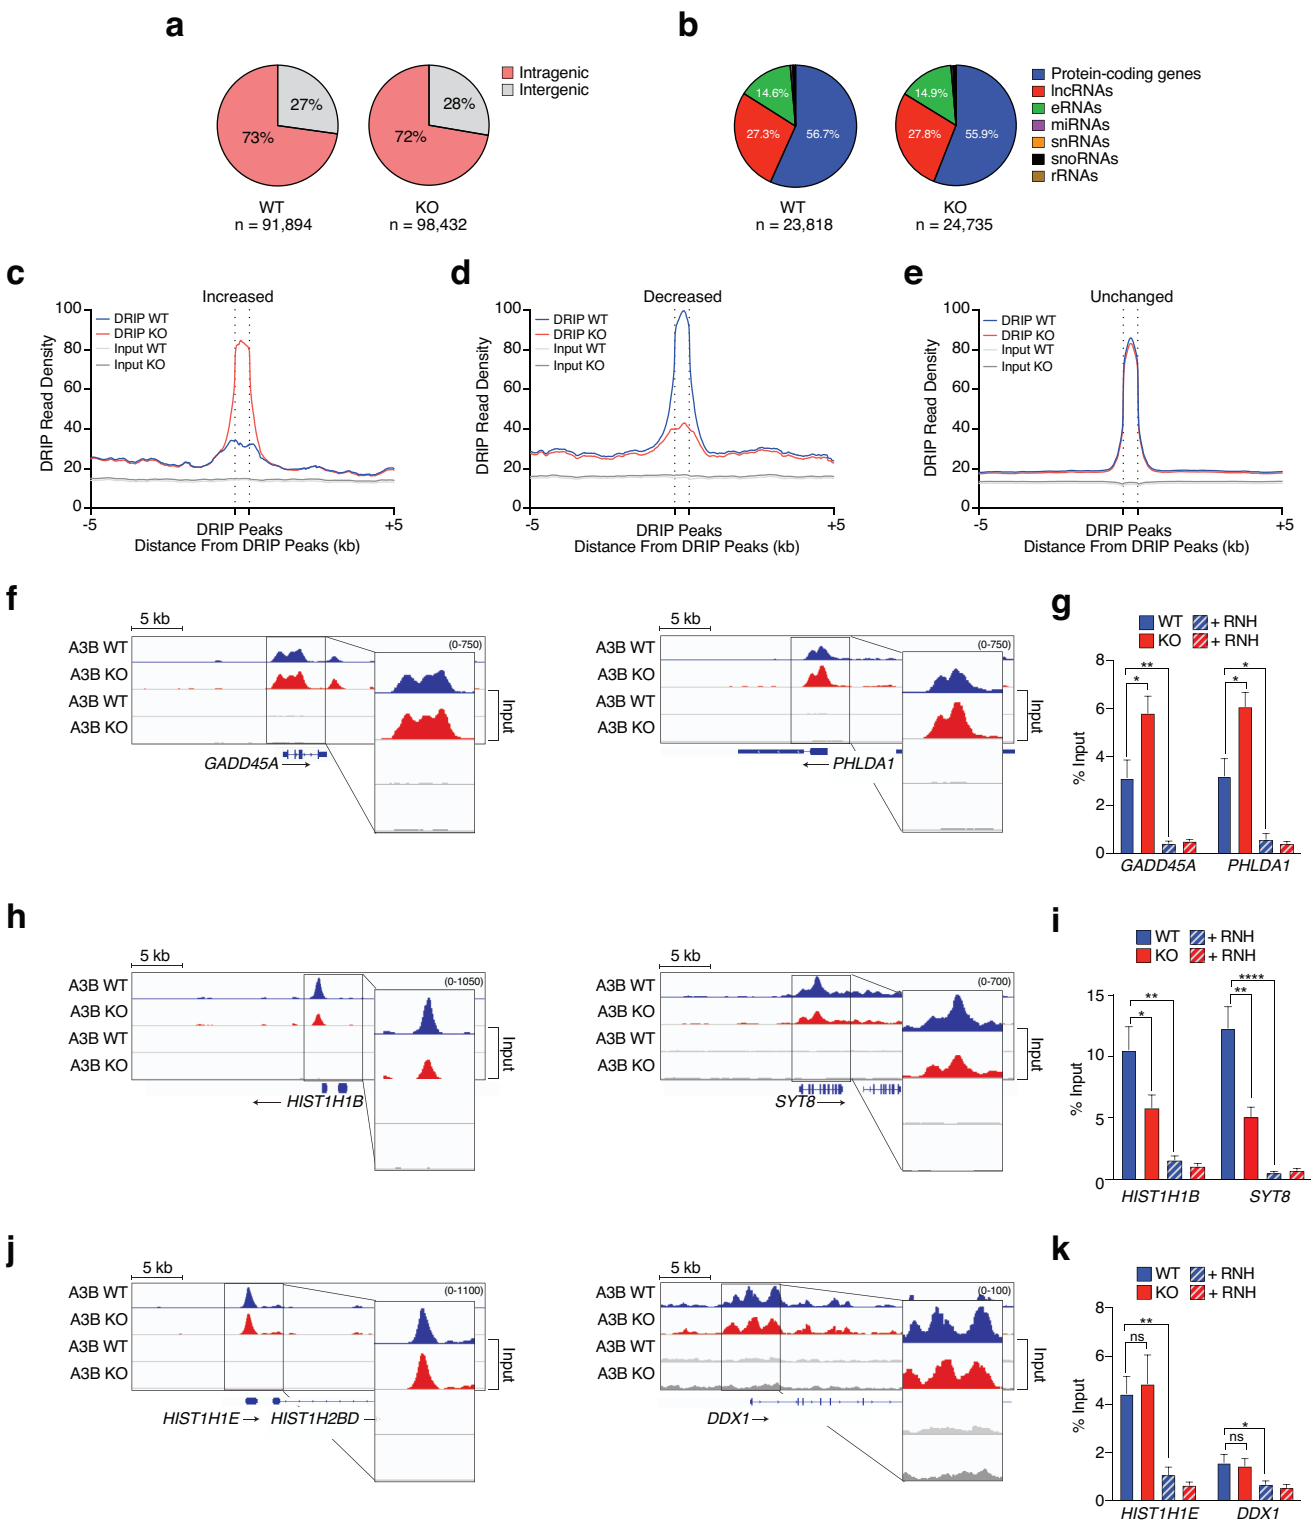 a
27%
73%
WT
n = 91,894
28%
72%
KO
n = 98,432
Intragenic
Intergenic
b
14.6%
27.3%
56.7%
WT
n = 23,818
14.9%
27.8%
55.9%
KO
n = 24,735
Protein-coding genes
lncRNAs
eRNAs
miRNAs
snRNAs
snoRNAs
rRNAs
c
Increased
DRIP WT
DRIP KO
Input WT
Input KO
DRIP Read Density
100
80
60
40
20
0
-5
DRIP Peaks
+5
Distance From DRIP Peaks (kb)
d
Decreased
DRIP WT
DRIP KO
Input WT
Input KO
DRIP Read Density
100
80
60
40
20
0
-5
DRIP Peaks
+5
Distance From DRIP Peaks (kb)
e
Unchanged
DRIP WT
DRIP KO
Input WT
Input KO
DRIP Read Density
100
80
60
40
20
0
-5
DRIP Peaks
+5
Distance From DRIP Peaks (kb)
f
5 kb
(0-750)
A3B WT
A3B KO
A3B WT
A3B KO
Input
GADD45A
5 kb
(0-750)
A3B WT
A3B KO
A3B WT
A3B KO
Input
PHLDA1
g
WT + RNH
KO + RNH
% Input
8
6
4
2
0
** *
* *
GADD45A PHLDA1
h
5 kb
(0-1050)
A3B WT
A3B KO
A3B WT
A3B KO
Input
HIST1H1B
5 kb
(0-700)
A3B WT
A3B KO
A3B WT
A3B KO
Input
SYT8
i
WT + RNH
KO + RNH
% Input
15
10
5
0
** ****
* **
HIST1H1B SYT8
j
5 kb
(0-1100)
A3B WT
A3B KO
A3B WT
A3B KO
Input
HIST1H1E HIST1H2BD
5 kb
(0-100)
A3B WT
A3B KO
A3B WT
A3B KO
Input
DDX1
k
WT + RNH
KO + RNH
% Input
8
6
4
2
0
** *
ns ns
HIST1H1E DDX1